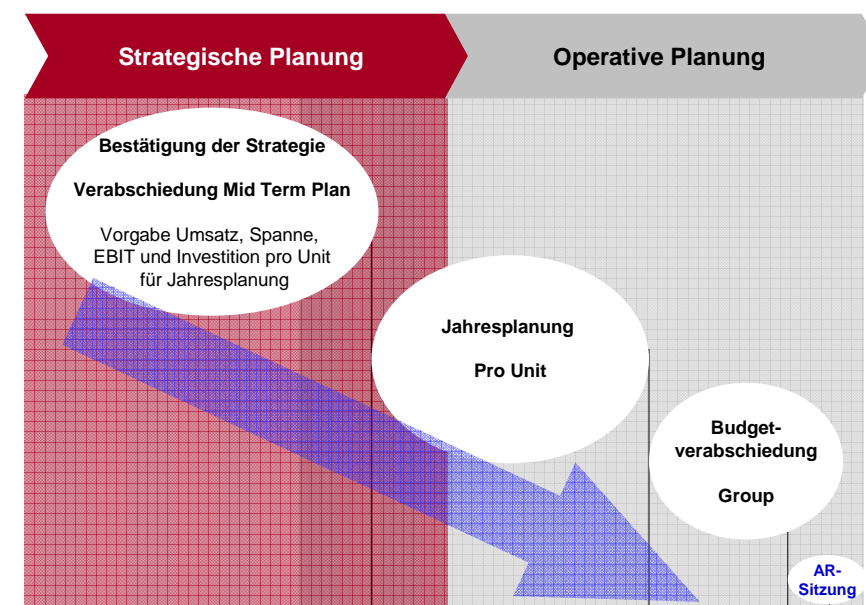 Strategische Planung
Operative Planung
Bestätigung der Strategie
Verabschiedung Mid Term Plan
Vorgabe Umsatz, Spanne,
EBIT und Investition pro Unit
für Jahresplanung
Jahresplanung
Pro Unit
Budget-
verabschiedung
Group
AR-
Sitzung